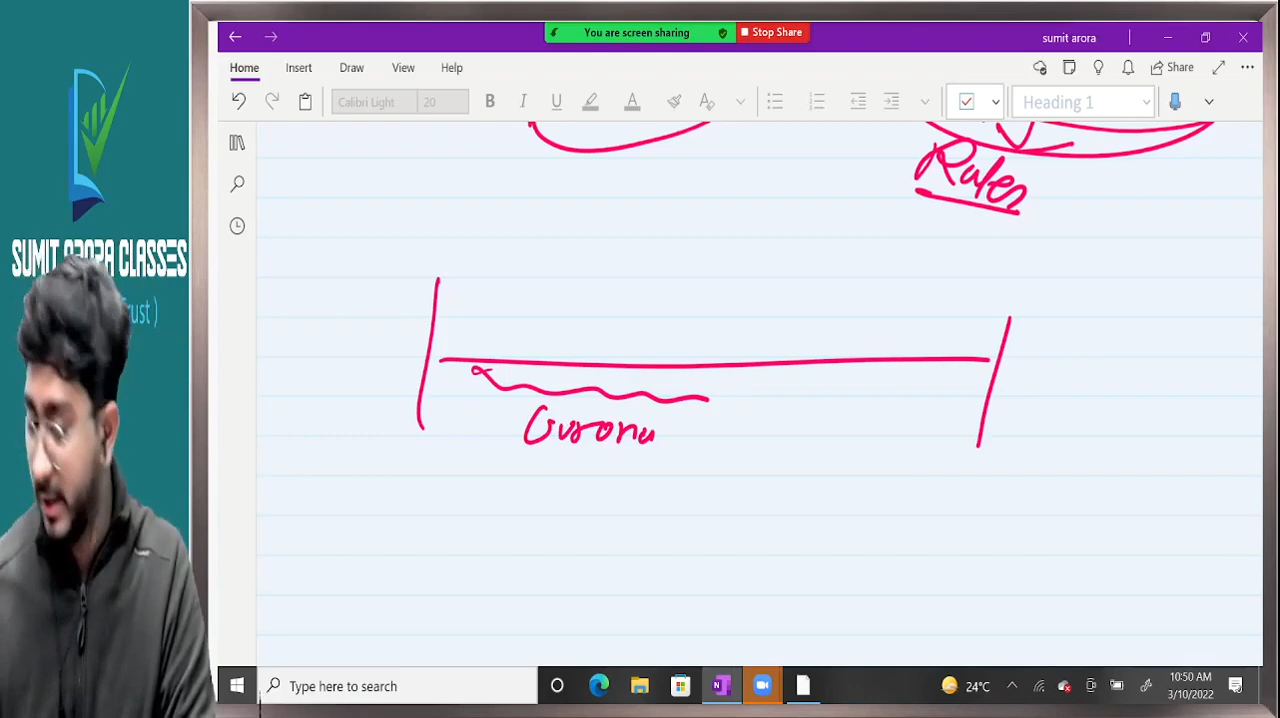 You are screen sharing
Stop Share
sumit arora
Home Insert Draw View Help
Share
Calibri Light 20 B I U A
Heading 1
Rules
SUMIT ARORA CLASSES
rust )
Corona
Type here to search
24°C
10:50 AM
3/10/2022